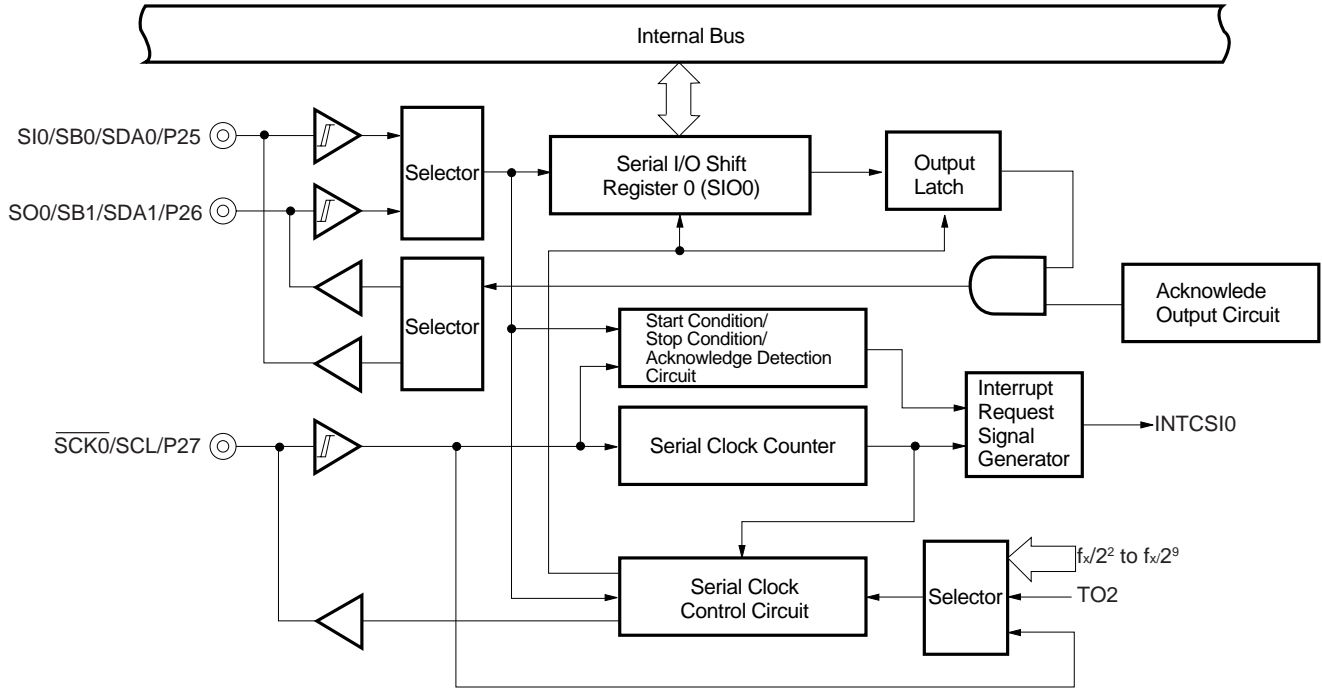 Internal Bus
SI0/SB0/SDA0/P25
Selector
Serial I/O Shift
Register 0 (SIO0)
Output
Latch
SO0/SB1/SDA1/P26
Selector
Acknowlede
Output Circuit
Start Condition/
Stop Condition/
Acknowledge Detection
Circuit
Interrupt
Request
Signal
Generator
INTCSI0
S̅C̅K̅0̅/SCL/P27
Serial Clock Counter
fx/2² to fx/2⁹
Serial Clock
Control Circuit
Selector
TO2